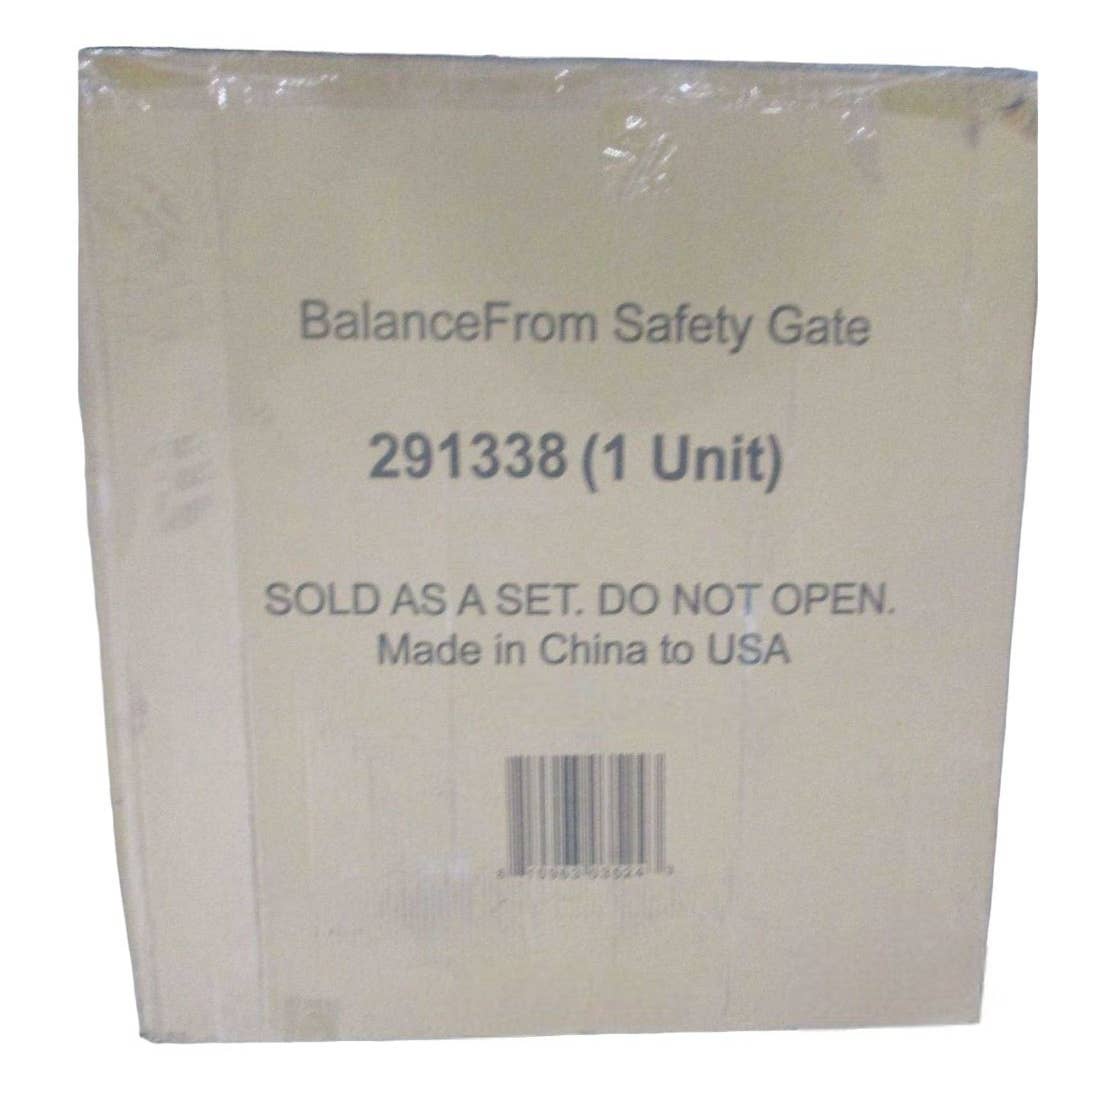 BalanceFrom Safety Gate
291338 (1 Unit)
SOLD AS A SET. DO NOT OPEN.
Made in China to USA